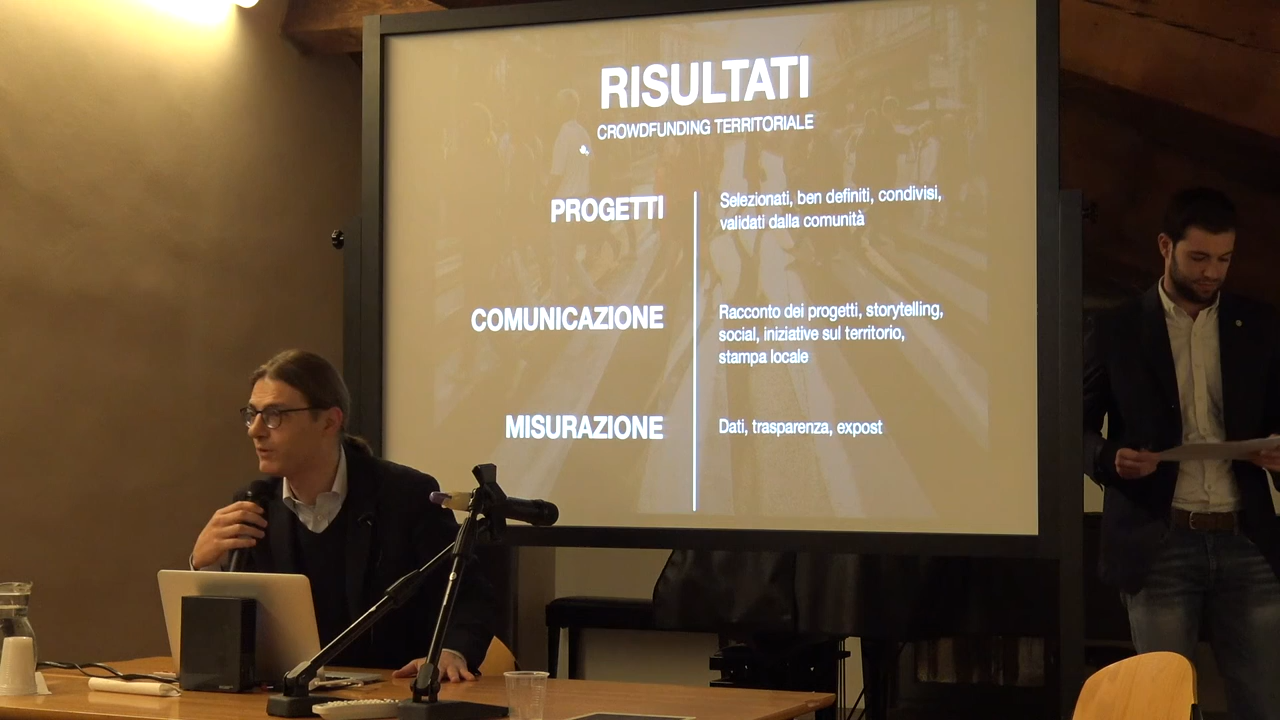 RISULTATI
CROWDFUNDING TERRITORIALE
PROGETTI
Selezionati, ben definiti, condivisi,
validati dalla comunità
COMUNICAZIONE
Racconto dei progetti, storytelling,
social, iniziative sul territorio,
stampa locale
MISURAZIONE
Dati, trasparenza, expost